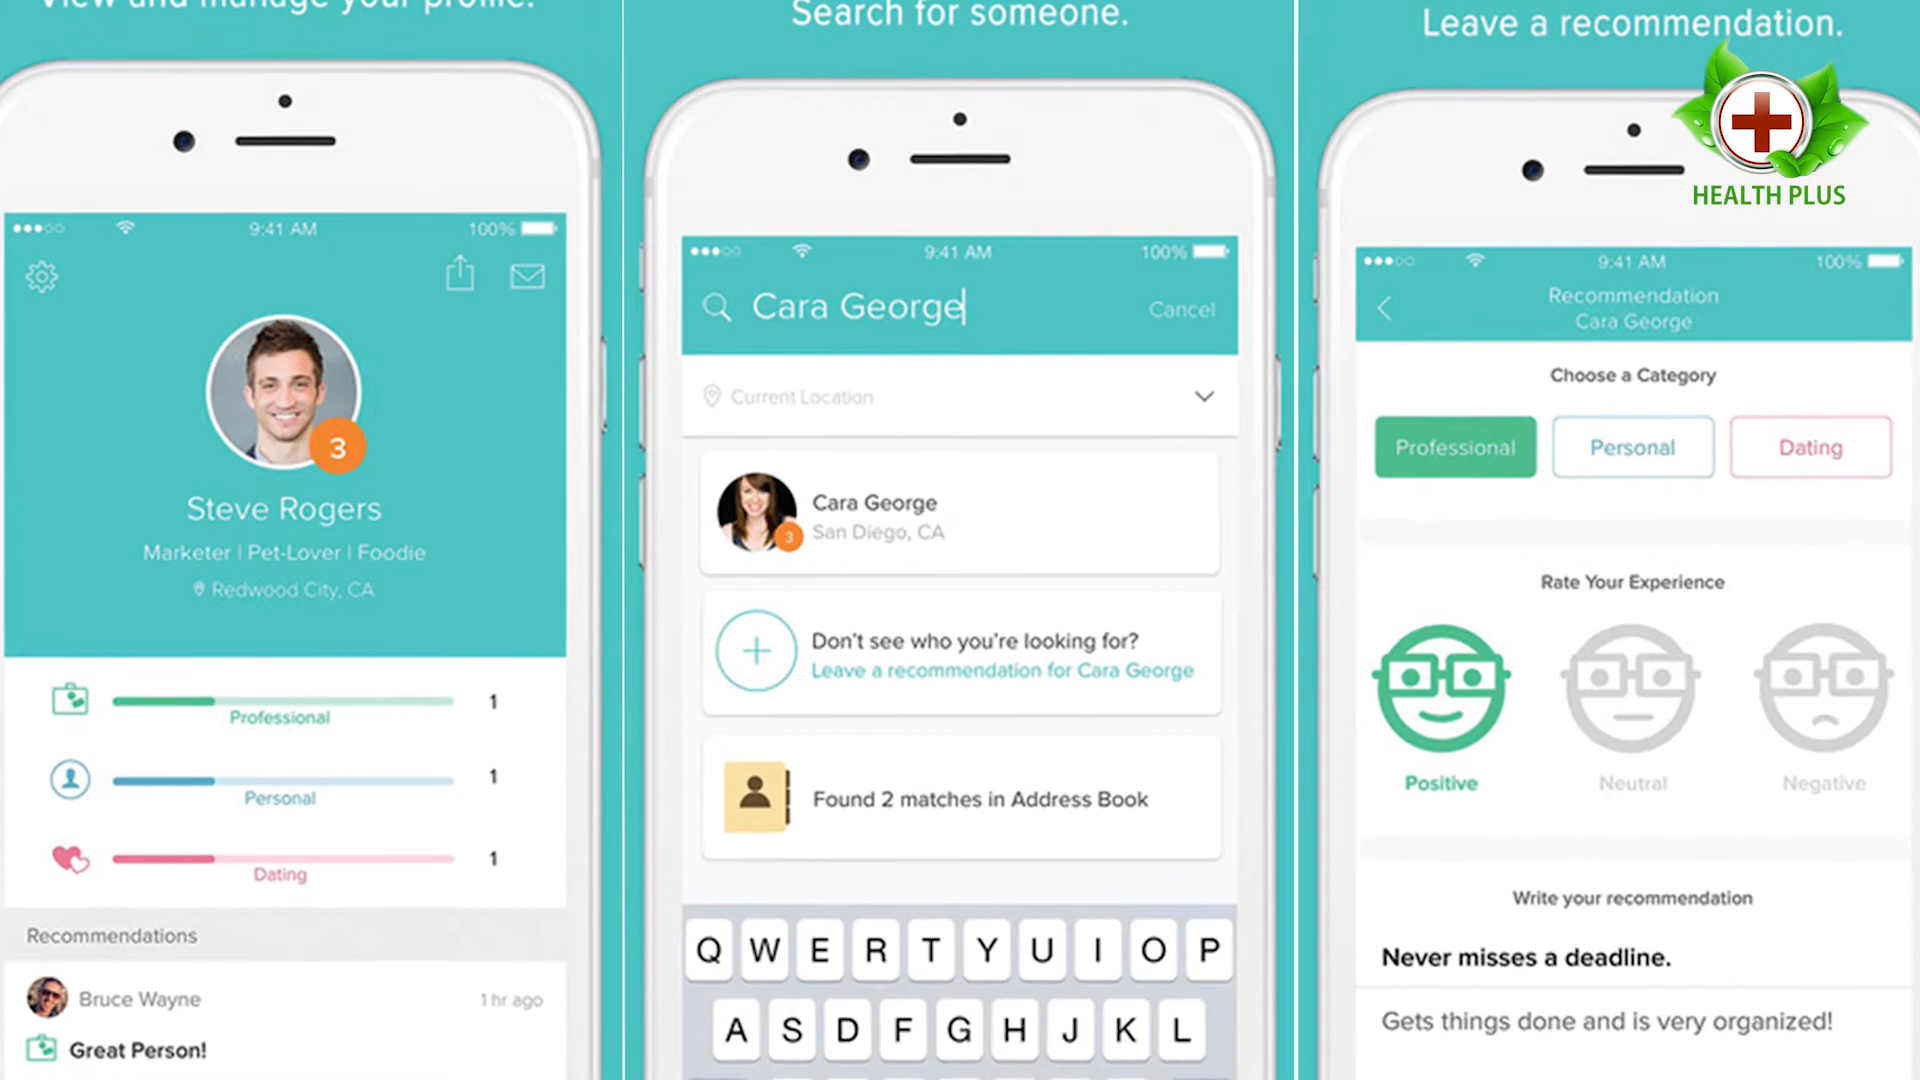 View and manage your profile.
9:41 AM
100%
3
Steve Rogers
Marketer | Pet-Lover | Foodie
Redwood City, CA
Professional
1
Personal
1
Dating
1
Recommendations
Bruce Wayne
1 hr ago
Great Person!
Search for someone.
9:41 AM
100%
Cara George
Cancel
Current Location
Cara George
3
San Diego, CA
Don't see who you're looking for?
Leave a recommendation for Cara George
Found 2 matches in Address Book
Q W E R T Y U I O P
A S D F G H J K L
Leave a recommendation.
HEALTH PLUS
9:41 AM
100%
Recommendation
Cara George
Choose a Category
Professional
Personal
Dating
Rate Your Experience
Positive
Neutral
Negative
Write your recommendation
Never misses a deadline.
Gets things done and is very organized!